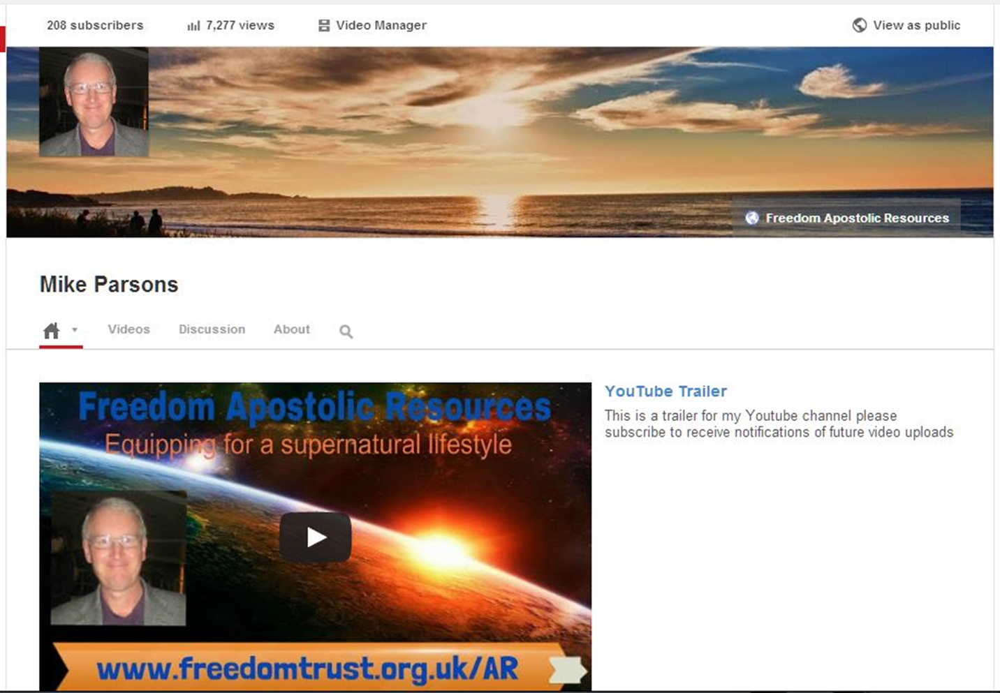 208 subscribers 7,277 views Video Manager View as public
Freedom Apostolic Resources
Mike Parsons
Videos Discussion About
Freedom Apostolic Resources
Equipping for a supernatural lifestyle
www.freedomtrust.org.uk/AR
YouTube Trailer
This is a trailer for my Youtube channel please
subscribe to receive notifications of future video uploads